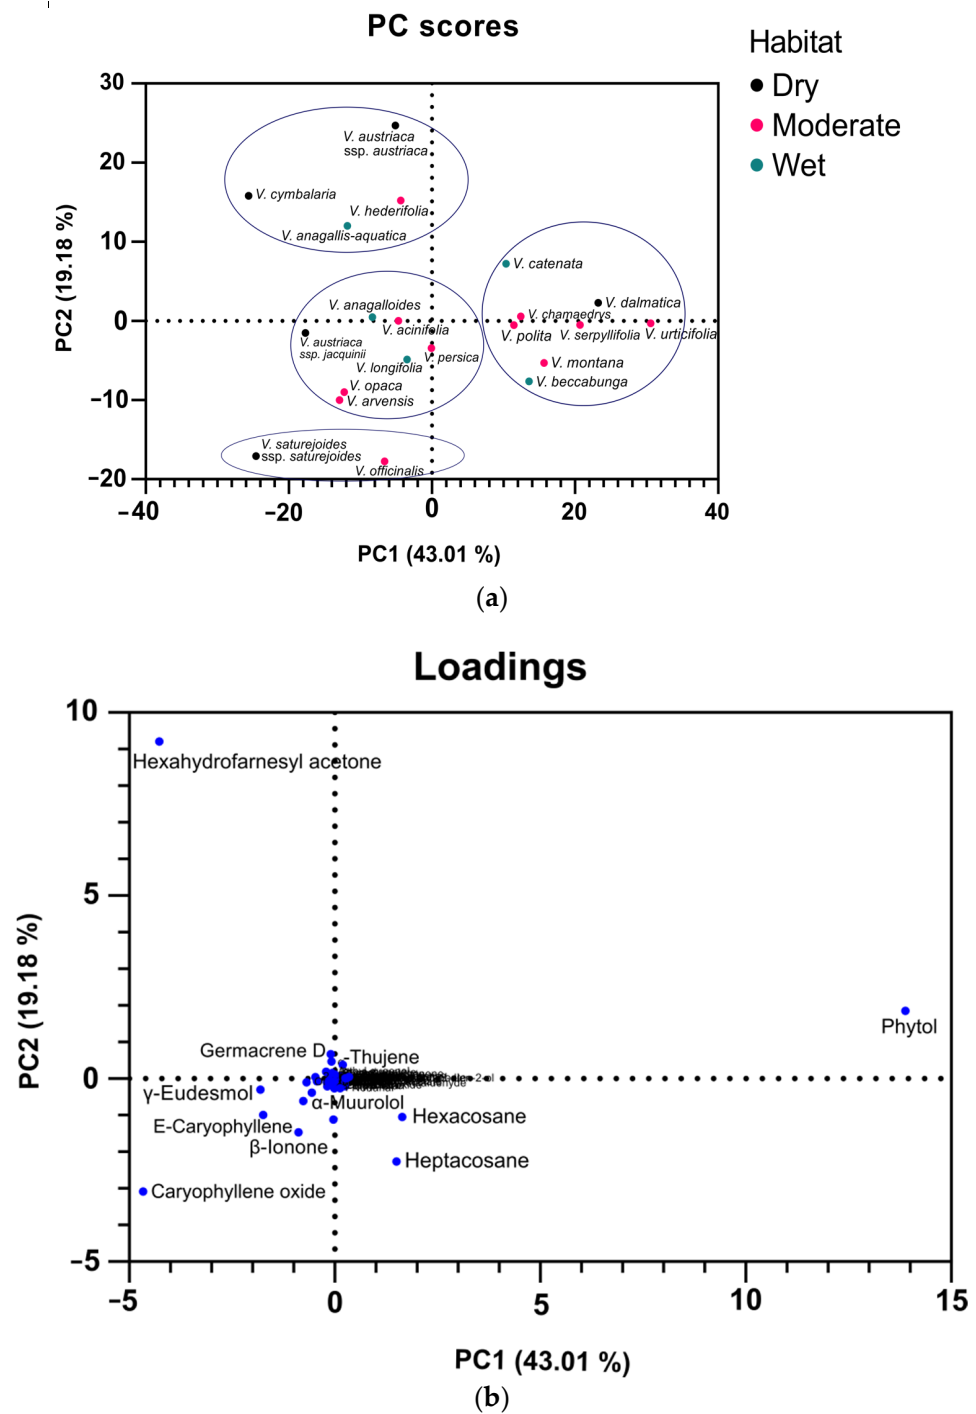 PC scores
Habitat
Dry
Moderate
Wet
30
20
10
0
−10
−20
PC2 (19.18 %)
V. austriaca
ssp. austriaca
V. cymbalaria
V. hederifolia
V. anagallis-aquatica
V. catenata
V. anagalloides
V. dalmatica
V. chamaedrys
V. acinifolia
V. polita
V. serpyllifolia
V. urticifolia
V. austriaca
ssp. jacquinii
V. persica
V. longifolia
V. montana
V. opaca
V. beccabunga
V. arvensis
V. saturejoides
ssp. saturejoides
V. officinalis
−40
−20
0
20
40
PC1 (43.01 %)
(a)
Loadings
10
5
0
−5
PC2 (19.18 %)
Hexahydrofarnesyl acetone
Phytol
Germacrene D
-Thujene
γ-Eudesmol
α-Muurolol
Hexacosane
E-Caryophyllene
β-Ionone
Heptacosane
Caryophyllene oxide
−5
0
5
10
15
PC1 (43.01 %)
(b)